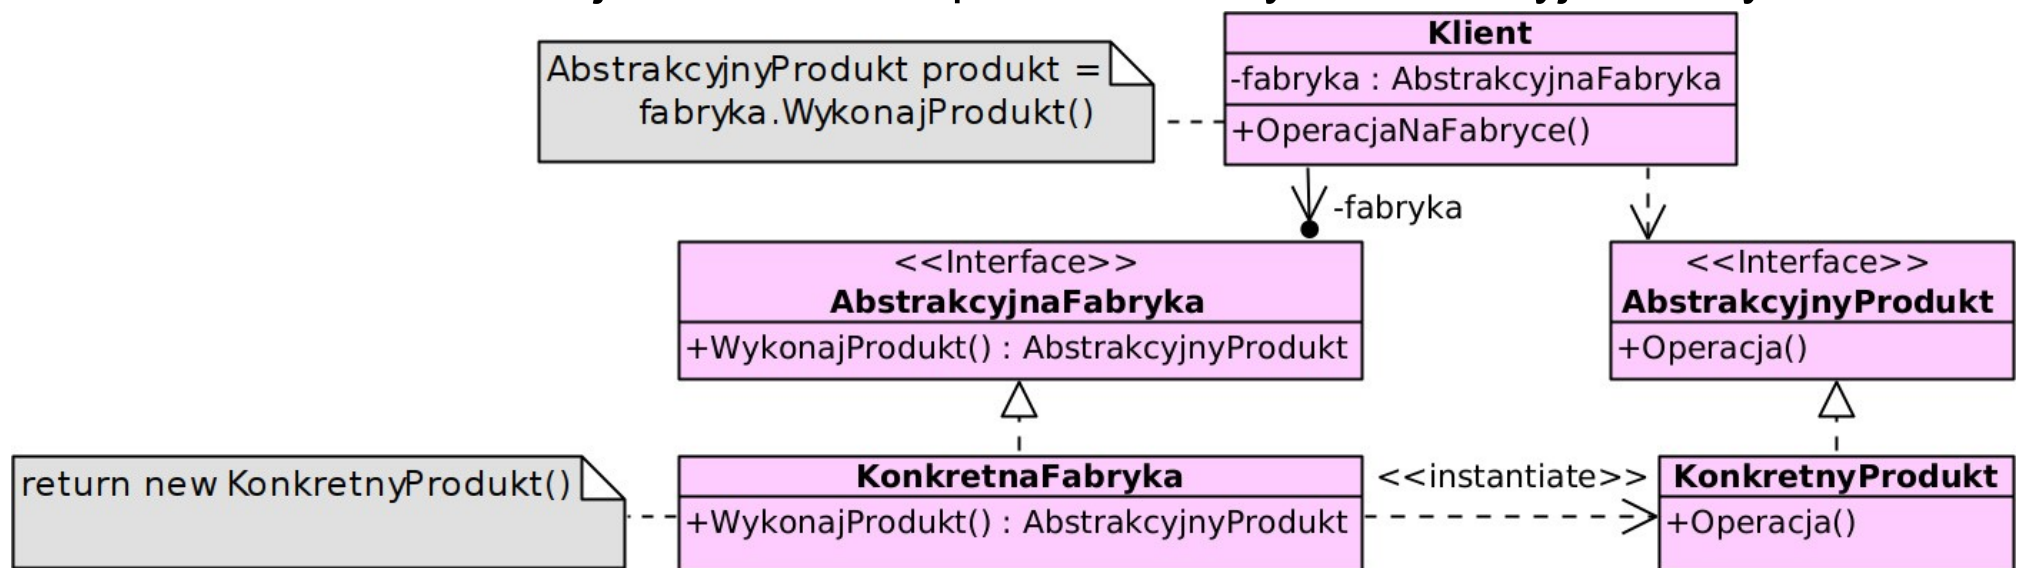 Klient
AbstrakcyjnyProdukt produkt =
fabryka.WykonajProdukt()
-fabryka : AbstrakcyjnaFabryka
+OperacjaNaFabryce()
-fabryka
<<Interface>>
AbstrakcyjnaFabryka
+WykonajProdukt() : AbstrakcyjnyProdukt
<<Interface>>
AbstrakcyjnyProdukt
+Operacja()
return new KonkretnyProdukt()
KonkretnaFabryka
+WykonajProdukt() : AbstrakcyjnyProdukt
<<instantiate>>
KonkretnyProdukt
+Operacja()